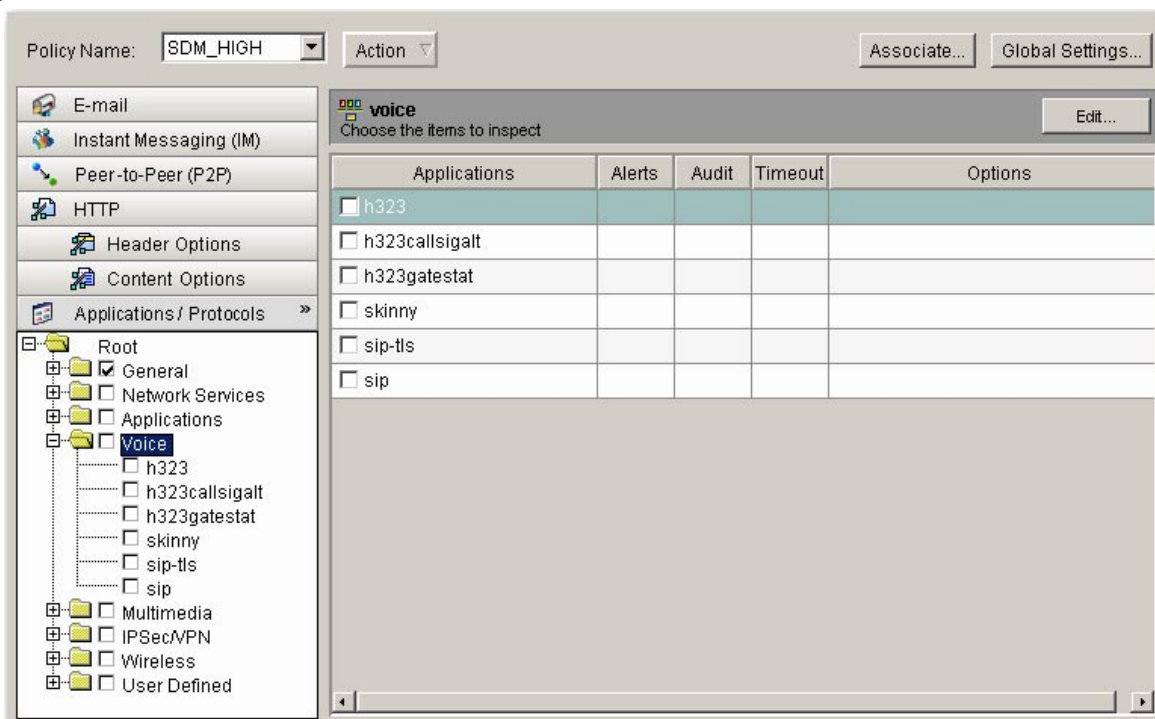 Policy Name: SDM_HIGH Action Associate... Global Settings...
E-mail
Instant Messaging (IM)
Peer-to-Peer (P2P)
HTTP
Header Options
Content Options
Applications / Protocols »
Root
General
Network Services
Applications
Voice
h323
h323callsigalt
h323gatestat
skinny
sip-tls
sip
Multimedia
IPSec/VPN
Wireless
User Defined
voice
Choose the items to inspect
Edit...
Applications Alerts Audit Timeout Options
h323
h323callsigalt
h323gatestat
skinny
sip-tls
sip